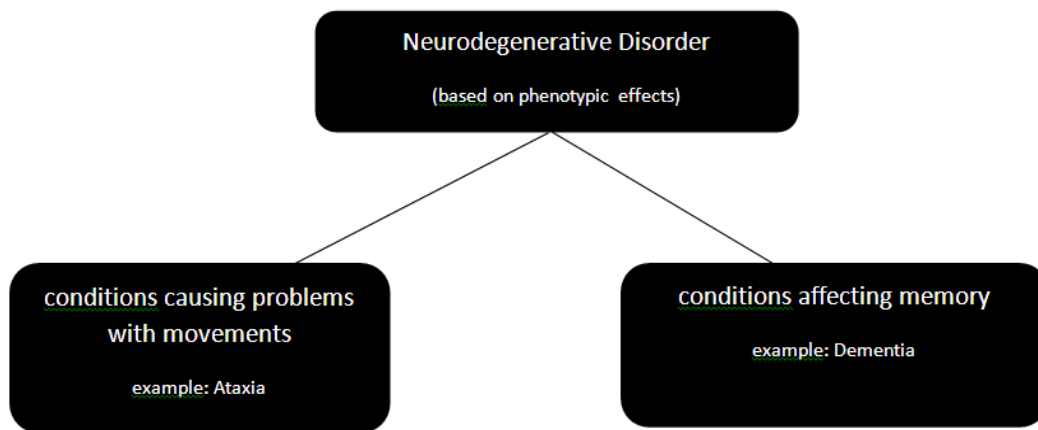 Neurodegenerative Disorder
(based on phenotypic effects)
conditions causing problems
with movements
example: Ataxia
conditions affecting memory
example: Dementia